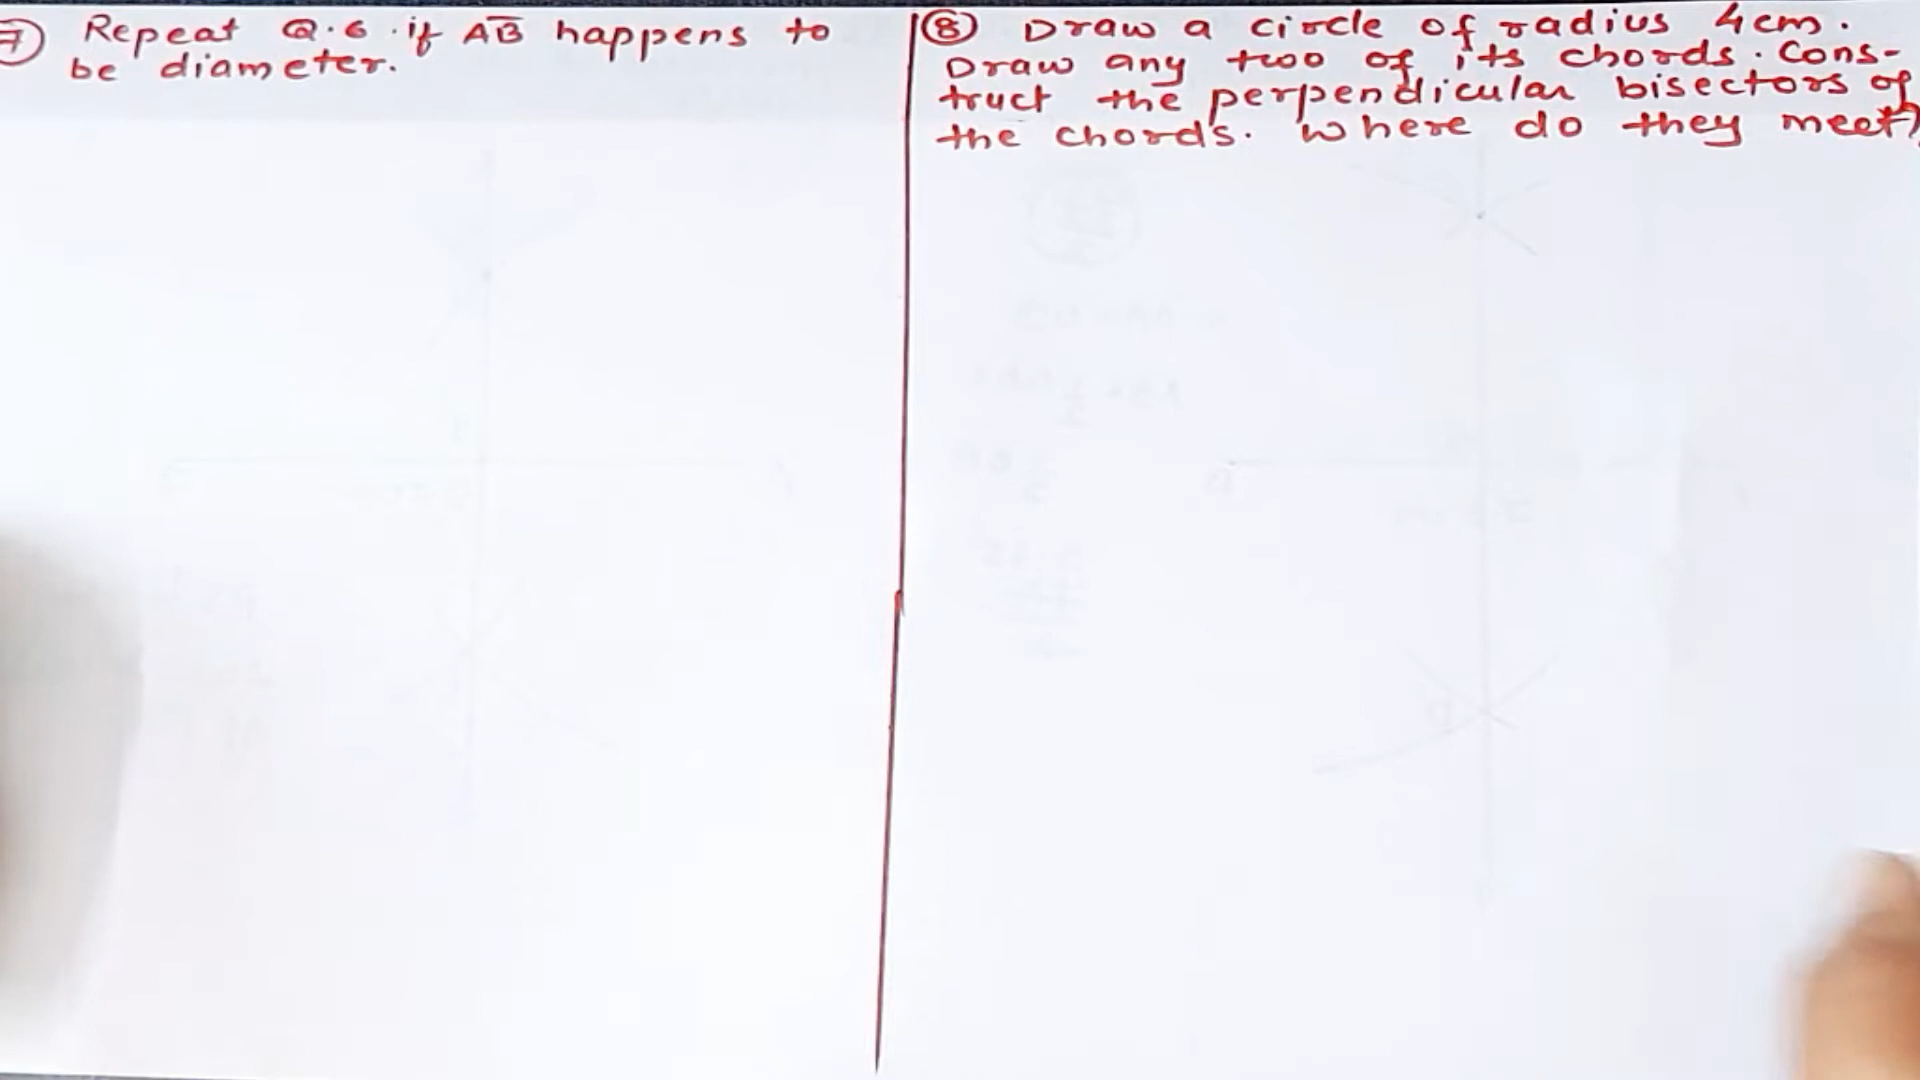 7 Repeat Q.6 .if AB happens to
be diameter.
8 Draw a circle of radius 4cm.
Draw any two of its chords. Cons-
truct the perpendicular bisectors of
the chords. Where do they meet?